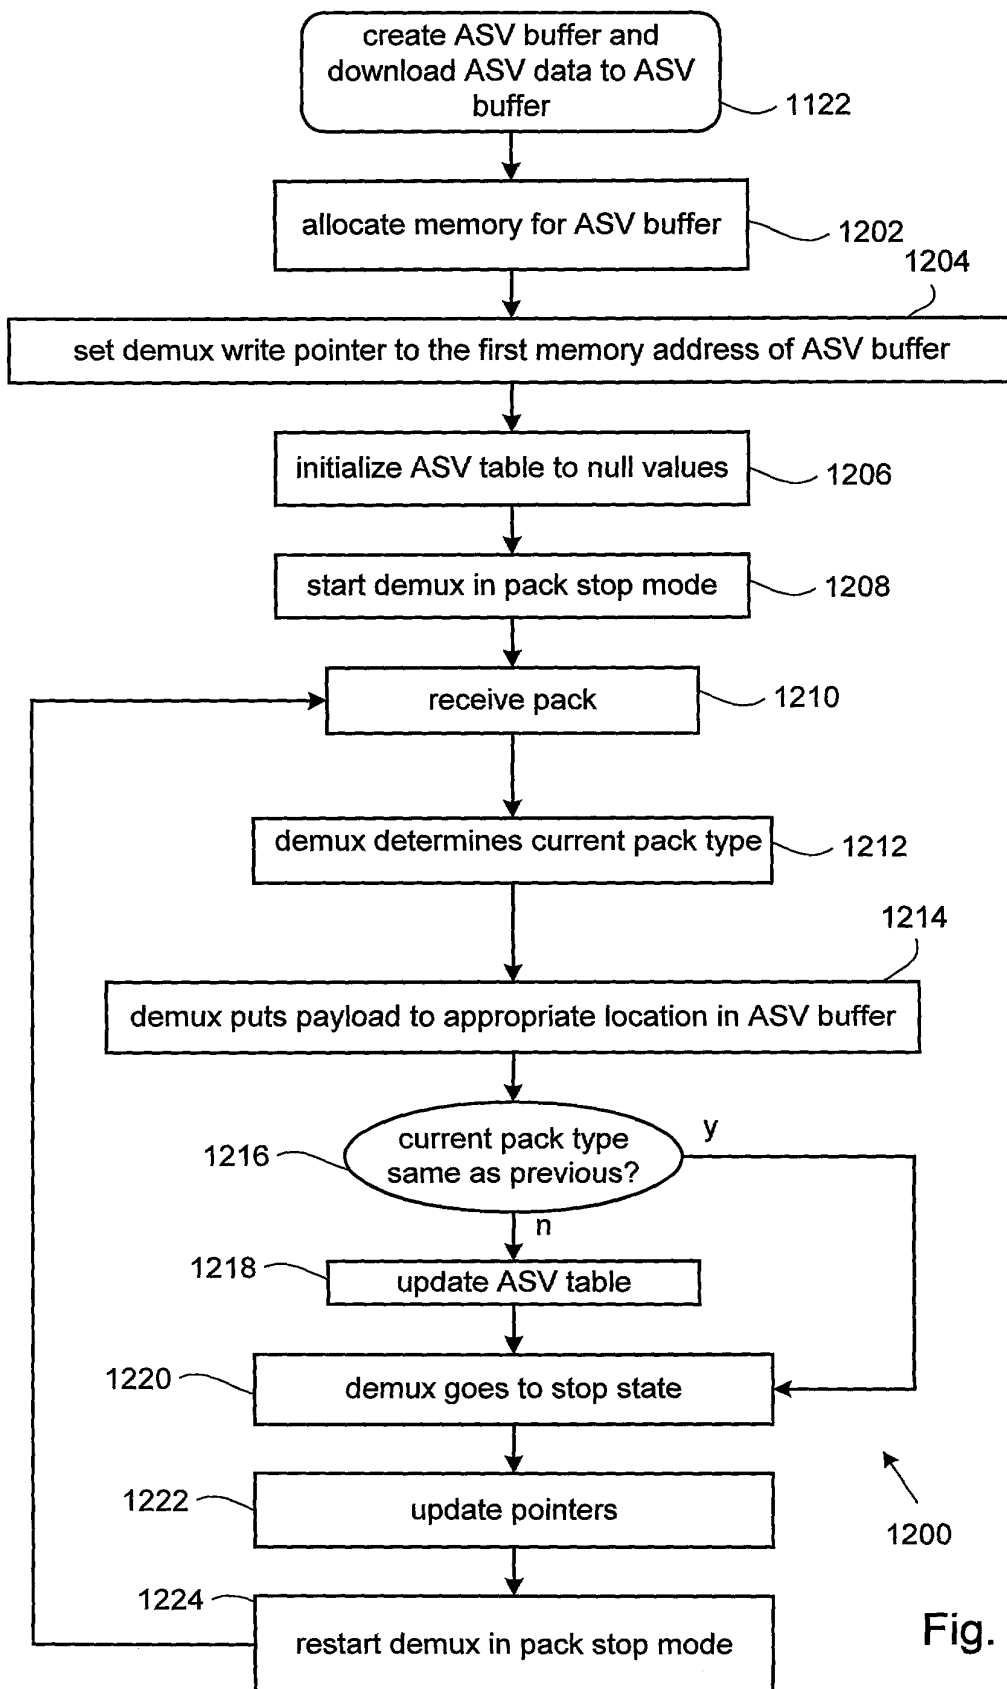 create ASV buffer and
download ASV data to ASV
buffer
1122
allocate memory for ASV buffer
1202
1204
set demux write pointer to the first memory address of ASV buffer
initialize ASV table to null values
1206
start demux in pack stop mode
1208
receive pack
1210
demux determines current pack type
1212
1214
demux puts payload to appropriate location in ASV buffer
current pack type
same as previous?
1216
y
n
1218
update ASV table
1220
demux goes to stop state
1222
update pointers
1200
1224
restart demux in pack stop mode
Fig.